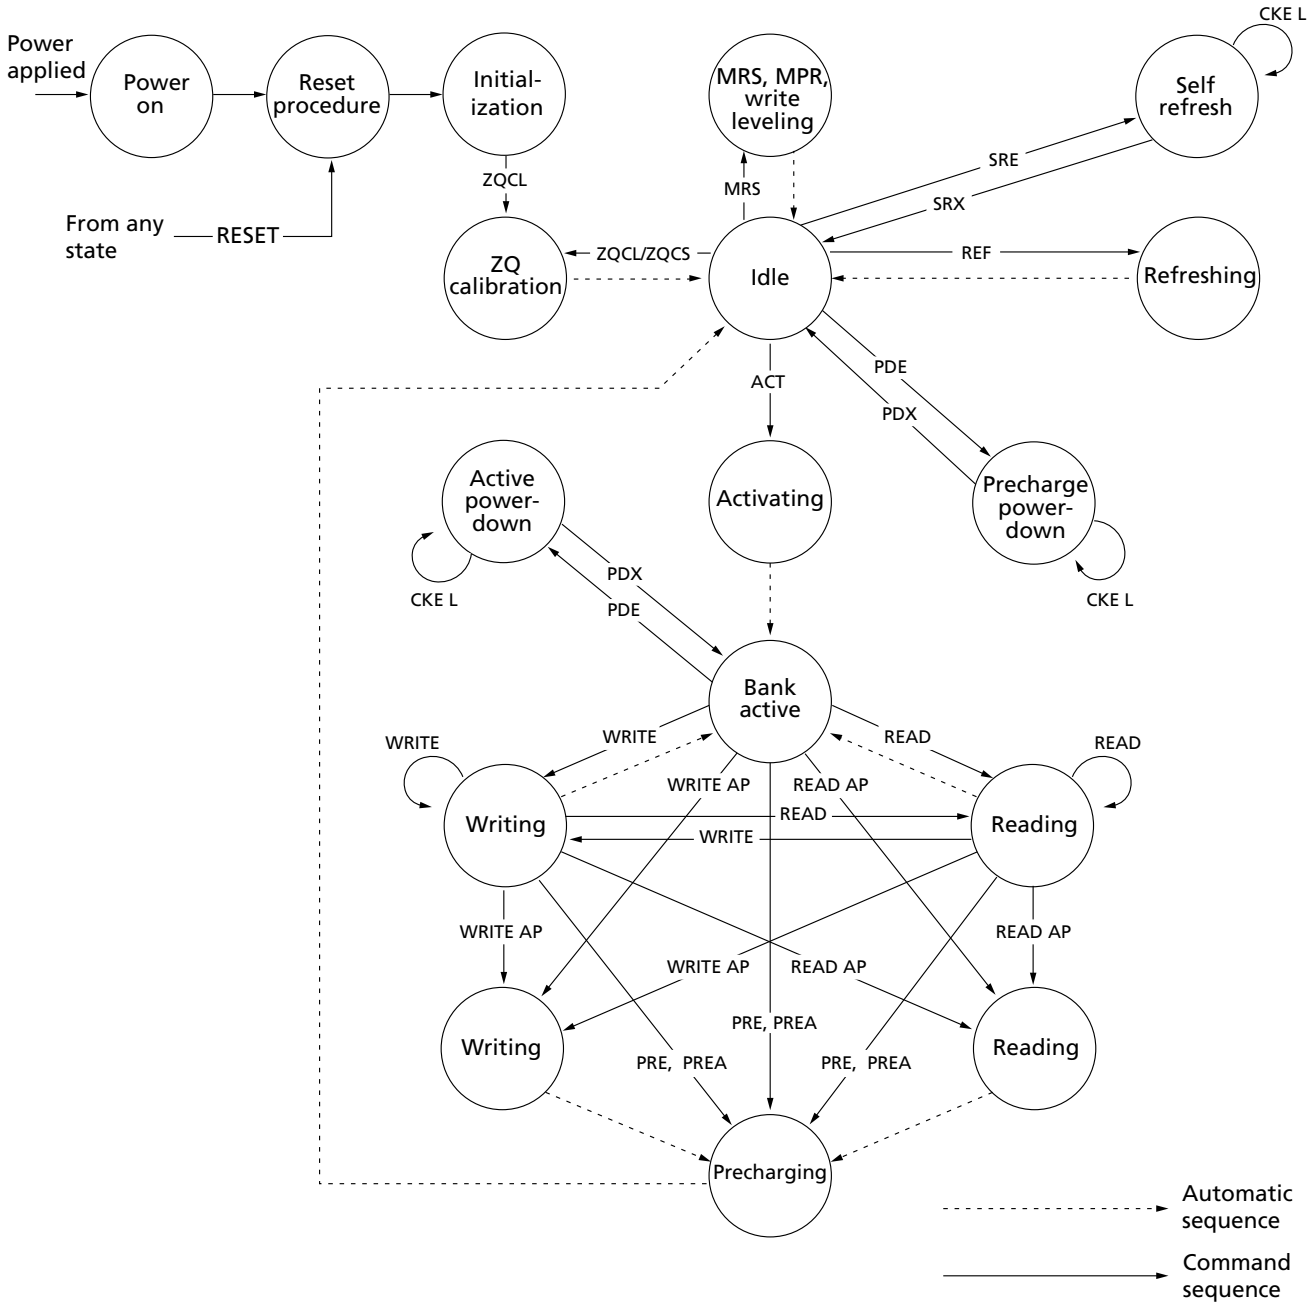 CKE L
Power
applied
Power
on
Reset
procedure
Initial-
ization
MRS, MPR,
write
leveling
Self
refresh
SRE
ZQCL
MRS
SRX
From any
state
RESET
ZQCL/ZQCS
REF
ZQ
calibration
Idle
Refreshing
PDE
ACT
PDX
Active
power-
down
Activating
Precharge
power-
down
PDX
CKE L
PDE
CKE L
Bank
active
WRITE
WRITE
READ
READ
WRITE AP
READ AP
Writing
READ
WRITE
Reading
WRITE AP
READ AP
WRITE AP
READ AP
PRE, PREA
Writing
Reading
PRE, PREA
PRE, PREA
Precharging
Automatic
sequence
Command
sequence